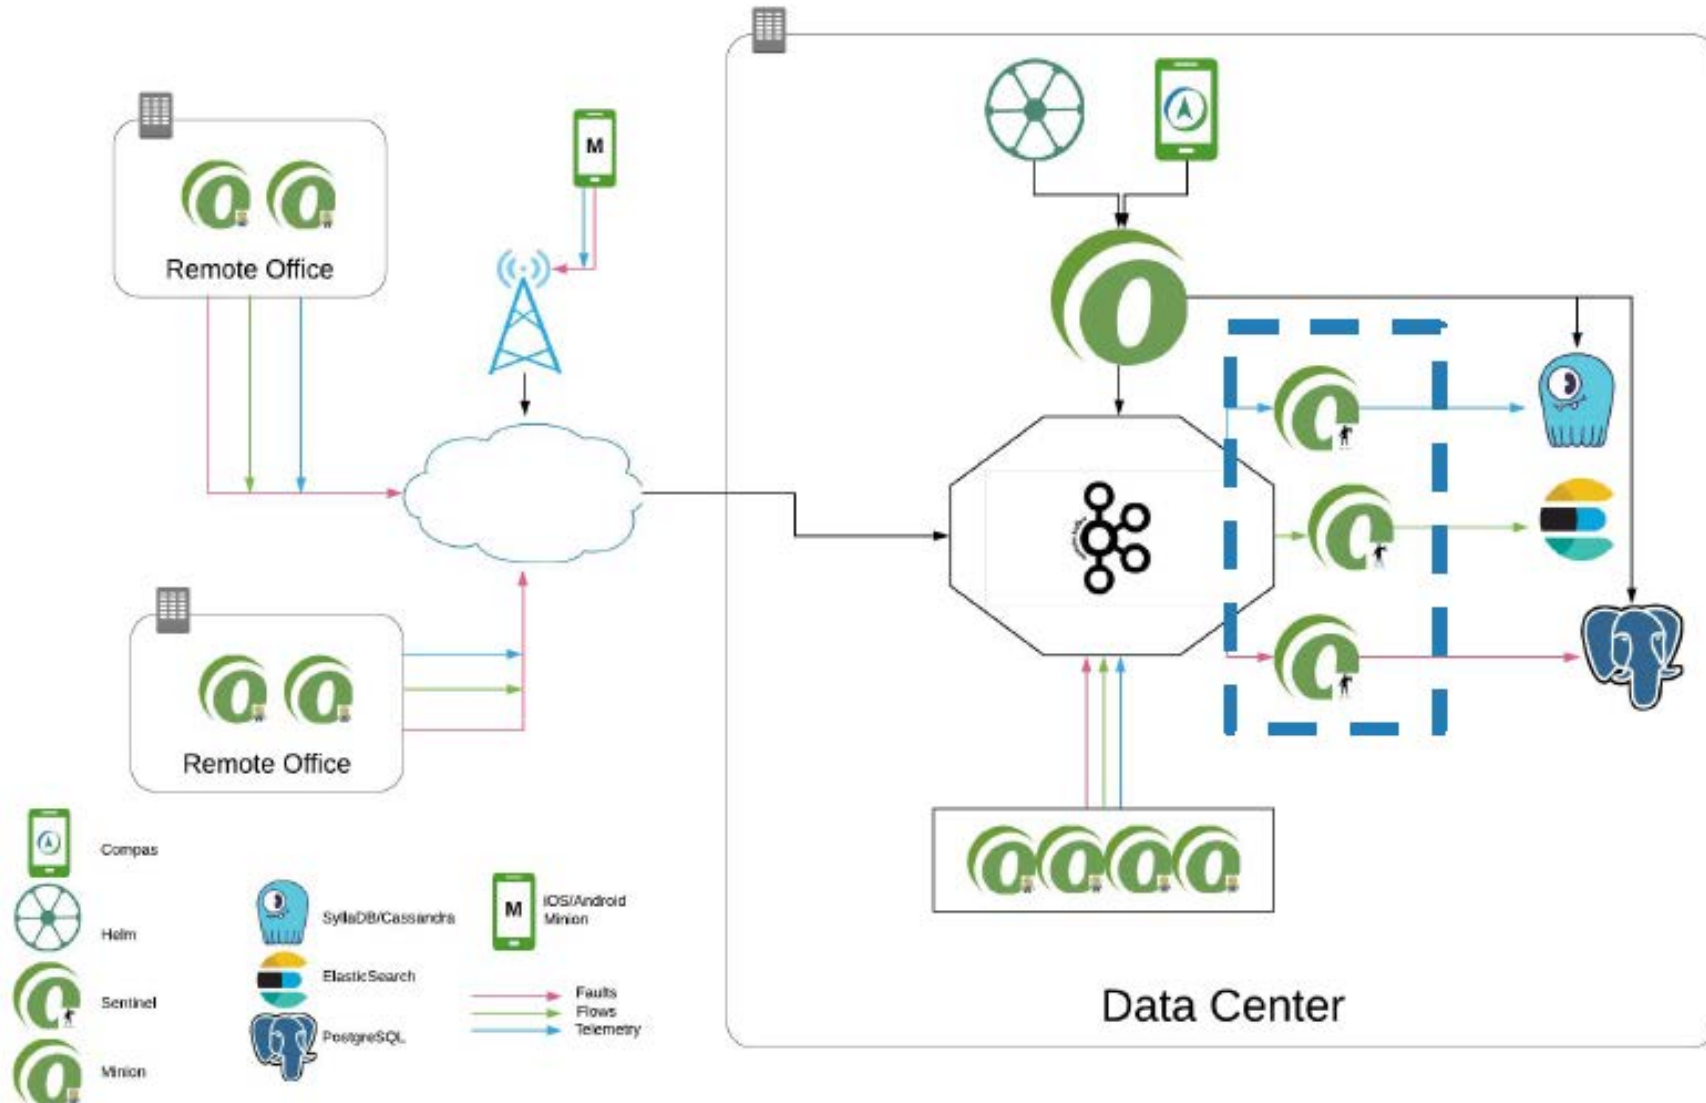 M
Remote Office
Remote Office
Data Center
Compas
Helm
Sentinel
Minion
SyllaDB/Cassandra
ElasticSearch
PostgreSQL
M
iOS/Android
Minion
Faults
Flows
Telemetry